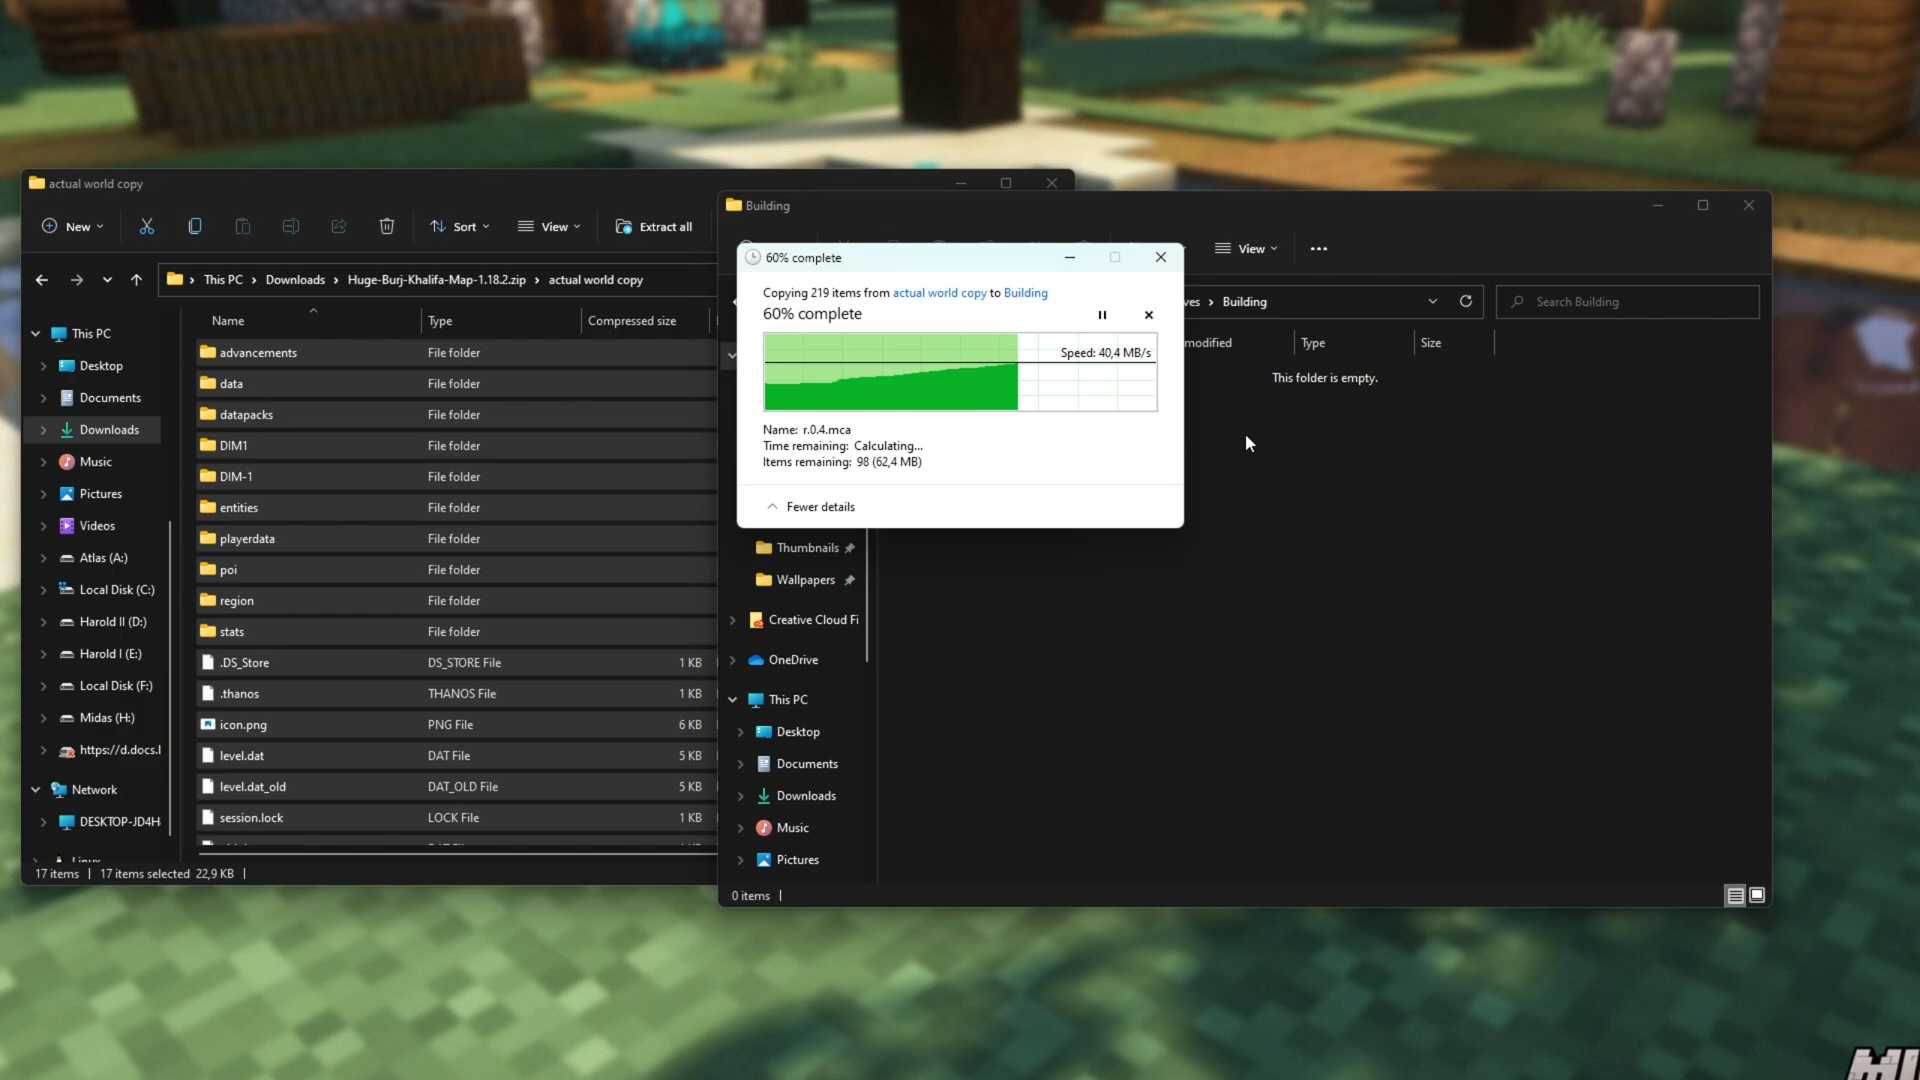 actual world copy
New
Sort
View
Extract all
This PC > Downloads > Huge-Burj-Khalifa-Map-1.18.2.zip > actual world copy
Name Type Compressed size
This PC
Desktop
Documents
Downloads
Music
Pictures
Videos
Atlas (A:)
Local Disk (C:)
Harold II (D:)
Harold I (E:)
Local Disk (F:)
Midas (H:)
https://d.docs.l
Network
DESKTOP-JD4H
Linux
advancements File folder
data File folder
datapacks File folder
DIM1 File folder
DIM-1 File folder
entities File folder
playerdata File folder
poi File folder
region File folder
stats File folder
.DS_Store DS_STORE File 1 KB
.thanos THANOS File 1 KB
icon.png PNG File 6 KB
level.dat DAT File 5 KB
level.dat_old DAT_OLD File 5 KB
session.lock LOCK File 1 KB
17 items | 17 items selected 22,9 KB |
Building
View
ves > Building
Search Building
modified Type Size
This folder is empty.
60% complete
Copying 219 items from actual world copy to Building
60% complete
Speed: 40,4 MB/s
Name: r.0.4.mca
Time remaining: Calculating...
Items remaining: 98 (62,4 MB)
Fewer details
Thumbnails
Wallpapers
Creative Cloud Fi
OneDrive
This PC
Desktop
Documents
Downloads
Music
Pictures
0 items |